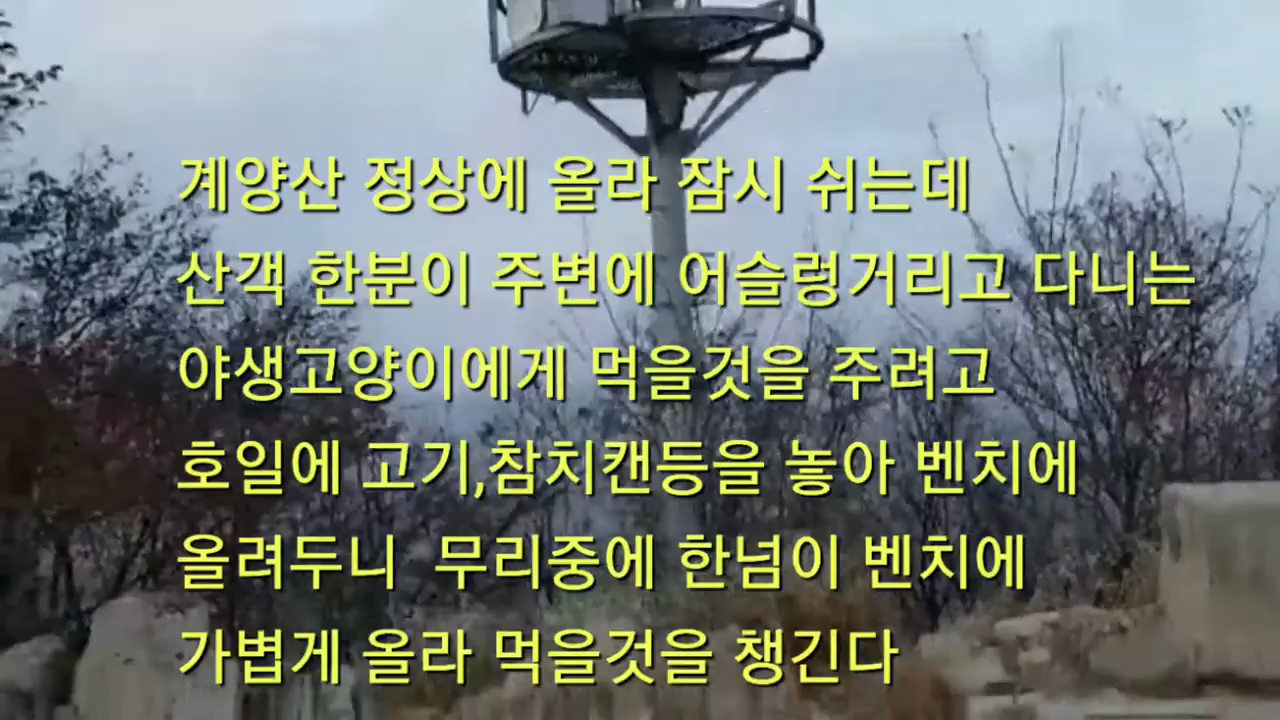 계양산 정상에 올라 잠시 쉬는데
산객 한분이 주변에 어슬렁거리고 다니는
야생고양이에게 먹을것을 주려고
호일에 고기,참치캔등을 놓아 벤치에
올려두니 무리중에 한넘이 벤치에
가볍게 올라 먹을것을 챙긴다